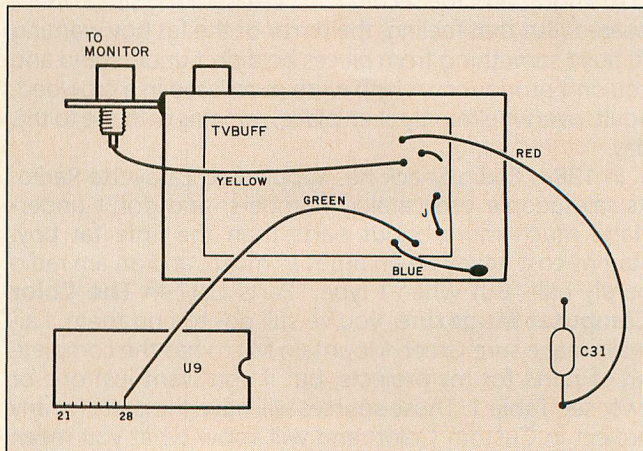 TO
MONITOR
TVBUFF
RED
YELLOW
GREEN
J
BLUE
U9
C31
21 28